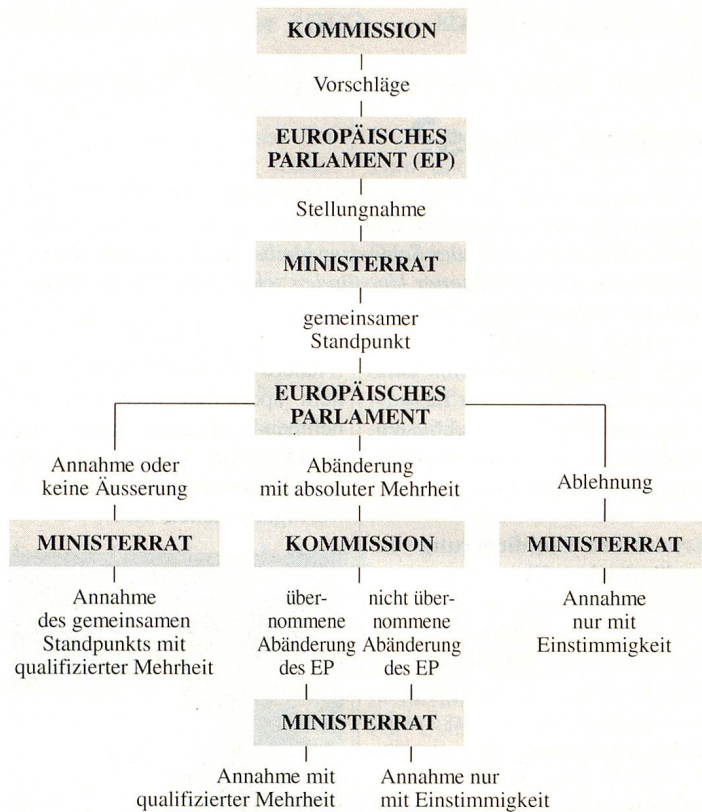 KOMMISSION
Vorschläge
EUROPÄISCHES
PARLAMENT (EP)
Stellungnahme
MINISTERRAT
gemeinsamer
Standpunkt
EUROPÄISCHES
PARLAMENT
Annahme oder
keine Äusserung
Abänderung
mit absoluter Mehrheit
Ablehnung
MINISTERRAT
KOMMISSION
MINISTERRAT
Annahme
des gemeinsamen
Standpunkts mit
qualifizierter Mehrheit
über-
nommene
Abänderung
des EP
nicht über-
nommene
Abänderung
des EP
Annahme
nur mit
Einstimmigkeit
MINISTERRAT
Annahme mit
qualifizierter Mehrheit
Annahme nur
mit Einstimmigkeit